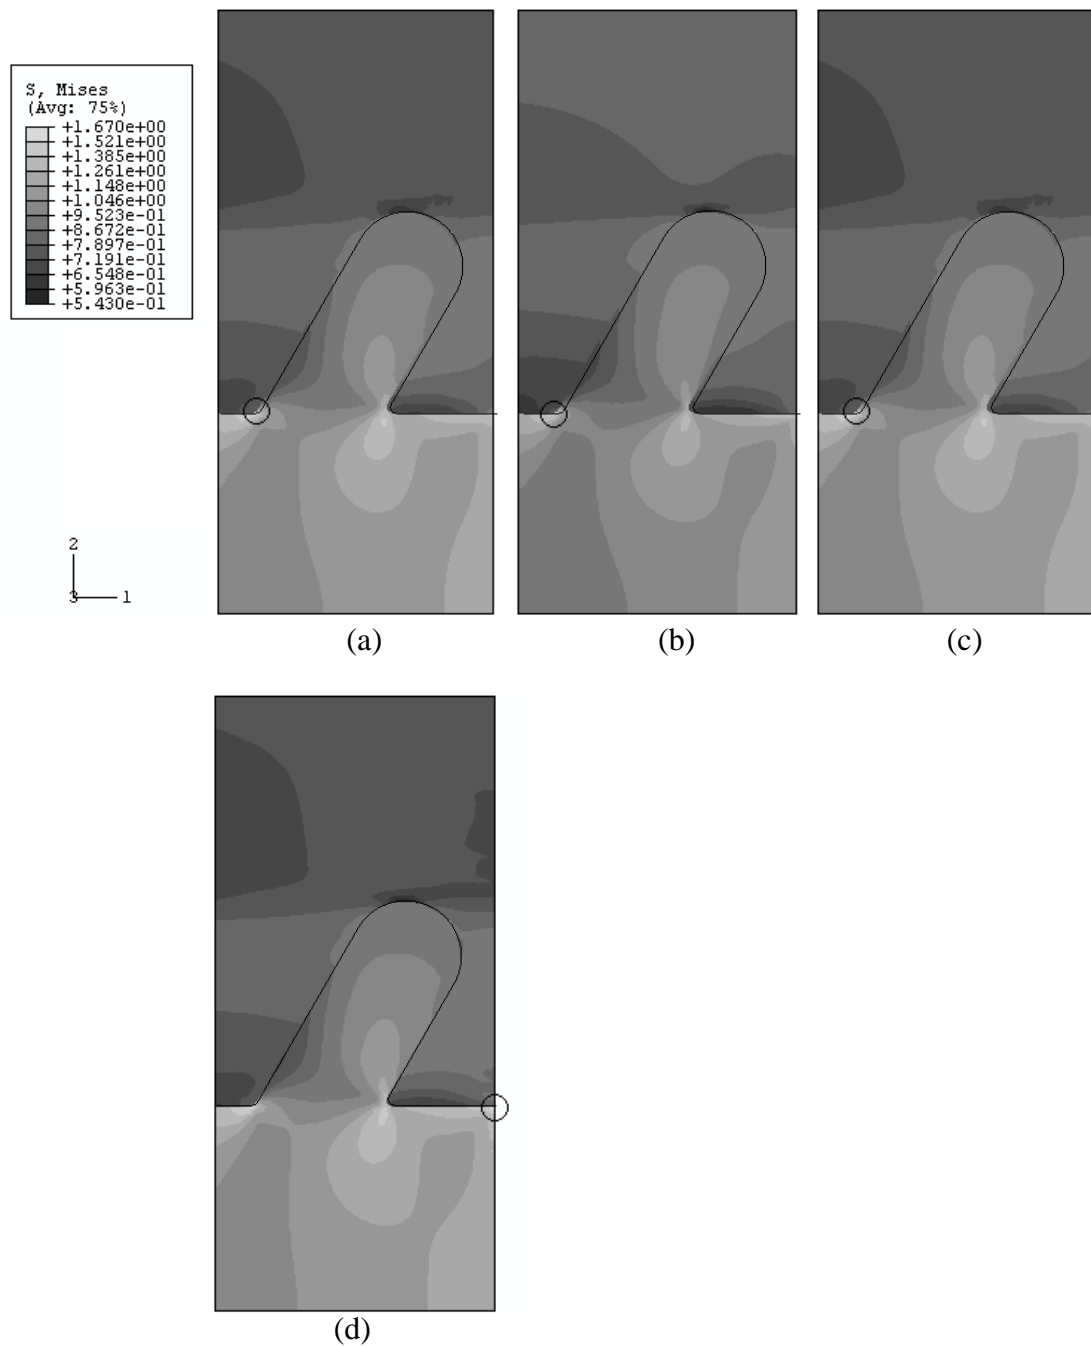 S, Mises
(Avg: 75%)
+1.670e+00
+1.521e+00
+1.385e+00
+1.261e+00
+1.148e+00
+1.046e+00
+9.523e-01
+8.672e-01
+7.897e-01
+7.191e-01
+6.548e-01
+5.963e-01
+5.430e-01
2
3 1
(a) (b) (c)
(d)